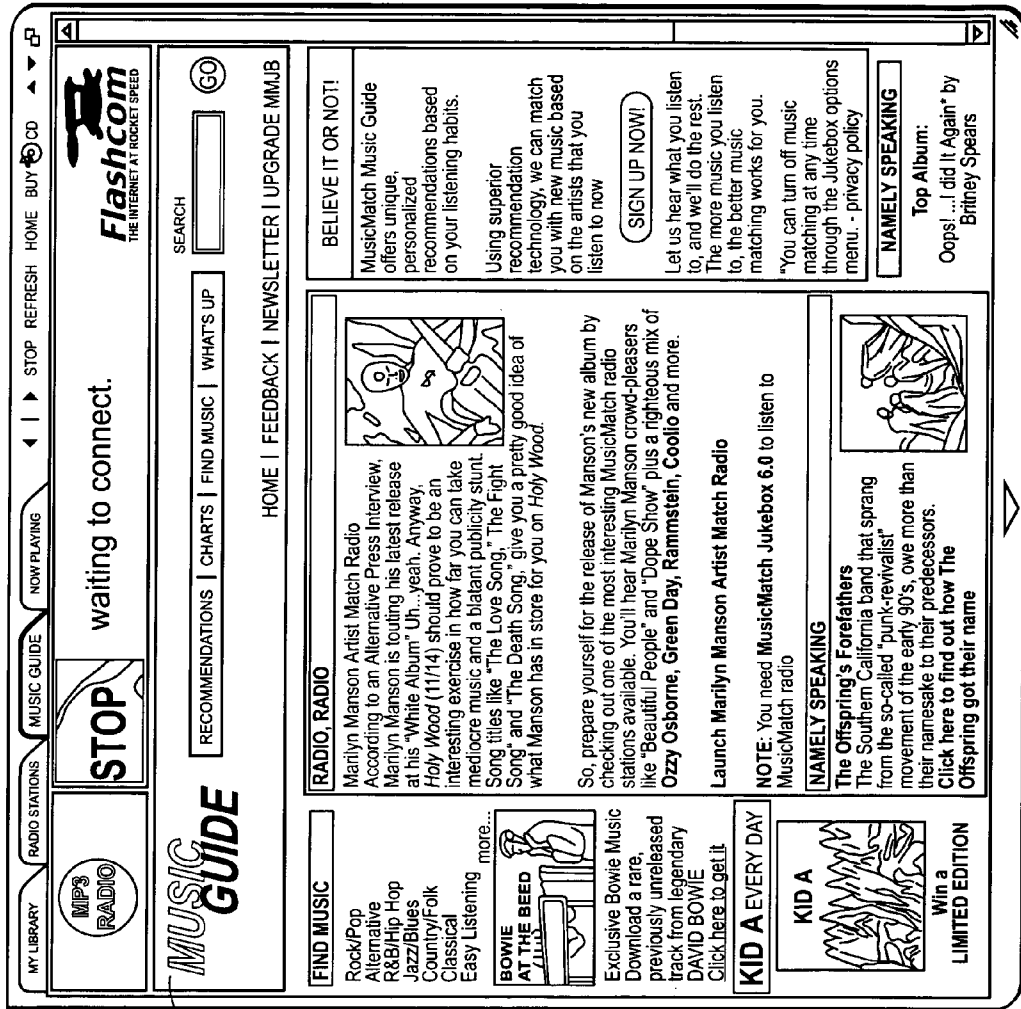 MY LIBRARY
RADIO STATIONS
MUSIC GUIDE
NOW PLAYING
STOP REFRESH HOME BUY CD
MP3
RADIO
STOP
waiting to connect.
Flashcom
THE INTERNET AT ROCKET SPEED
MUSIC
GUIDE
RECOMMENDATIONS | CHARTS | FIND MUSIC | WHAT'S UP
SEARCH
GO
HOME | FEEDBACK | NEWSLETTER | UPGRADE MMJB
FIND MUSIC
Rock/Pop
Alternative
R&B/Hip Hop
Jazz/Blues
Country/Folk
Classical
Easy Listening
more...
BOWIE
AT THE BEED
Exclusive Bowie Music
Download a rare,
previously unreleased
track from legendary
DAVID BOWIE
Click here to get it
KID A EVERY DAY
KID A
Win a
LIMITED EDITION
RADIO, RADIO
Marilyn Manson Artist Match Radio
According to an Alternative Press Interview,
Marilyn Manson is touting his latest release
at his "White Album" Uh...yeah. Anyway,
Holy Wood (11/14) should prove to be an
interesting exercise in how far you can take
mediocre music and a blatant publicity stunt.
Song titles like "The Love Song," The Fight
Song" and "The Death Song," give you a pretty good idea of
what Manson has in store for you on Holy Wood.
So, prepare yourself for the release of Manson's new album by
checking out one of the most interesting MusicMatch radio
stations available. You'll hear Marilyn Manson crowd-pleasers
like "Beautiful People" and "Dope Show" plus a righteous mix of
Ozzy Osborne, Green Day, Rammstein, Coolio and more.
Launch Marilyn Manson Artist Match Radio
NOTE: You need MusicMatch Jukebox 6.0 to listen to
MusicMatch radio
NAMELY SPEAKING
The Offspring's Forefathers
The Southern California band that sprang
from the so-called "punk-revivalist"
movement of the early 90's, owe more than
their namesake to their predecessors.
Click here to find out how The
Offspring got their name
BELIEVE IT OR NOT!
MusicMatch Music Guide
offers unique,
personalized
recommendations based
on your listening habits.
Using superior
recommendation
technology, we can match
you with new music based
on the artists that you
listen to now
SIGN UP NOW!
Let us hear what you listen
to, and we'll do the rest.
The more music you listen
to, the better music
matching works for you.
"You can turn off music
matching at any time
through the Jukebox options
menu. - privacy policy
NAMELY SPEAKING
Top Album:
Oops!...I did It Again" by
Britney Spears